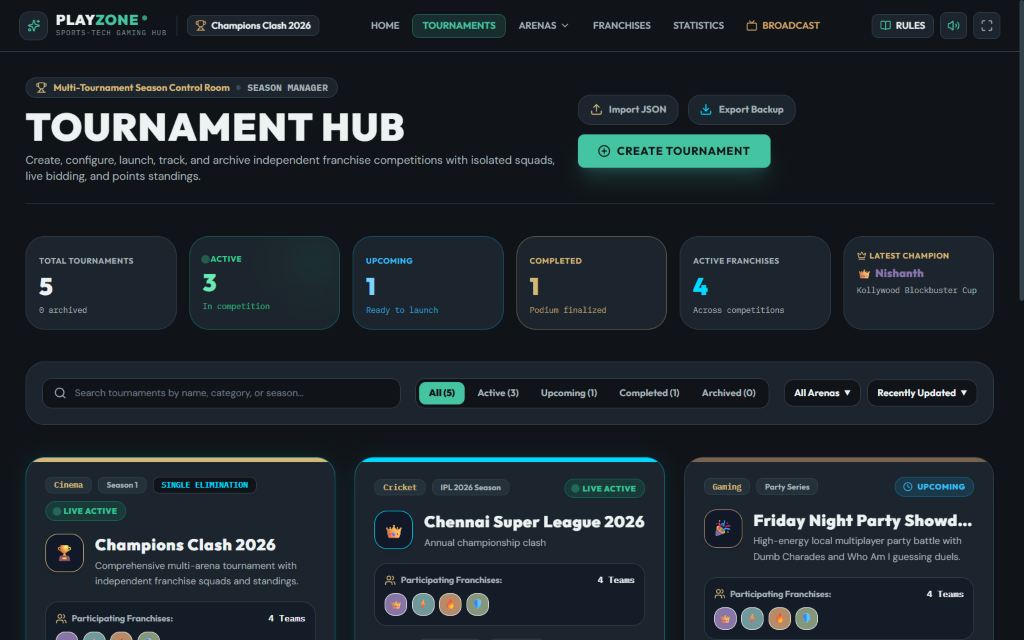 PLAYZONE
SPORTS-TECH GAMING HUB
Champions Clash 2026
HOME
TOURNAMENTS
ARENAS
FRANCHISES
STATISTICS
BROADCAST
RULES
Multi-Tournament Season Control Room
SEASON MANAGER
TOURNAMENT HUB
Create, configure, launch, track, and archive independent franchise competitions with isolated squads,
live bidding, and points standings.
Import JSON
Export Backup
CREATE TOURNAMENT
TOTAL TOURNAMENTS
5
0 archived
ACTIVE
3
In competition
UPCOMING
1
Ready to launch
COMPLETED
1
Podium finalized
ACTIVE FRANCHISES
4
Across competitions
LATEST CHAMPION
Nishanth
Kollywood Blockbuster Cup
Search tournaments by name, category, or season...
All (5)
Active (3)
Upcoming (1)
Completed (1)
Archived (0)
All Arenas ▼
Recently Updated ▼
Cinema
Season 1
SINGLE ELIMINATION
LIVE ACTIVE
Champions Clash 2026
Comprehensive multi-arena tournament with
independent franchise squads and standings.
Participating Franchises:
4 Teams
Cricket
IPL 2026 Season
LIVE ACTIVE
Chennai Super League 2026
Annual championship clash
Participating Franchises:
4 Teams
Gaming
Party Series
UPCOMING
Friday Night Party Showd...
High-energy local multiplayer party battle with
Dumb Charades and Who Am I guessing duels.
Participating Franchises:
4 Teams